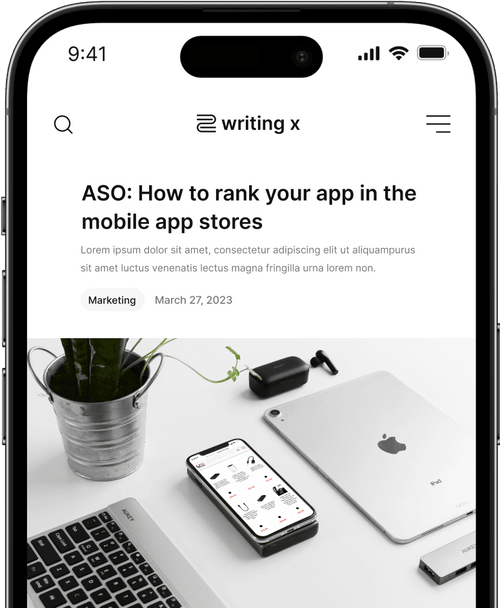 9:41
writing x
ASO: How to rank your app in the
mobile app stores
Lorem ipsum dolor sit amet, consectetur adipiscing elit ut aliquampurus
sit amet luctus venenatis lectus magna fringilla urna lorem non.
Marketing
March 27, 2023
AUKEY
iPad